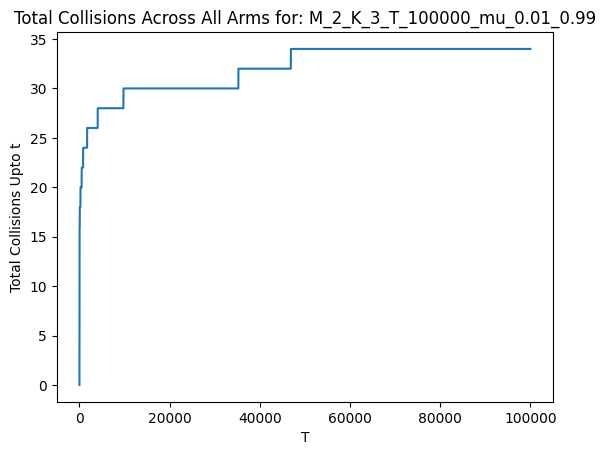 Total Collisions Across All Arms for: M_2_K_3_T_100000_mu_0.01_0.99
Total Collisions Upto t
35
30
25
20
15
10
5
0
0 20000 40000 60000 80000 100000
T